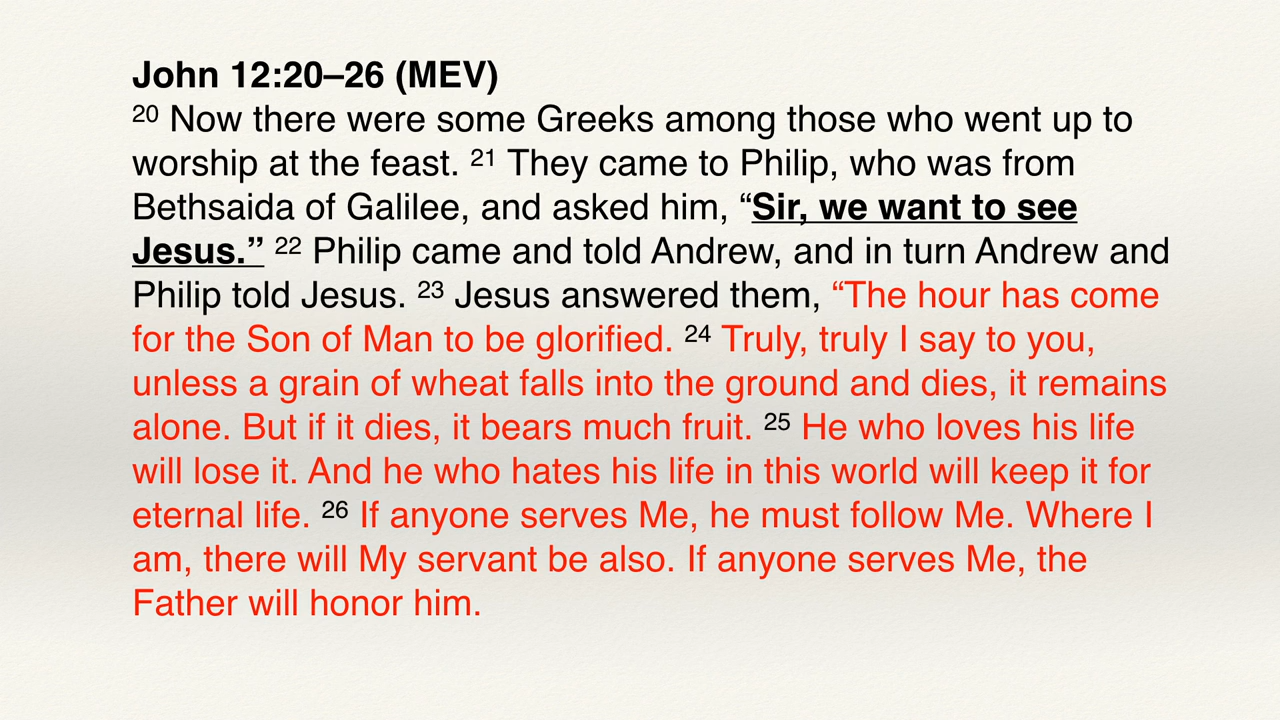 John 12:20–26 (MEV)
20 Now there were some Greeks among those who went up to
worship at the feast. 21 They came to Philip, who was from
Bethsaida of Galilee, and asked him, “Sir, we want to see
Jesus.” 22 Philip came and told Andrew, and in turn Andrew and
Philip told Jesus. 23 Jesus answered them, “The hour has come
for the Son of Man to be glorified. 24 Truly, truly I say to you,
unless a grain of wheat falls into the ground and dies, it remains
alone. But if it dies, it bears much fruit. 25 He who loves his life
will lose it. And he who hates his life in this world will keep it for
eternal life. 26 If anyone serves Me, he must follow Me. Where I
am, there will My servant be also. If anyone serves Me, the
Father will honor him.